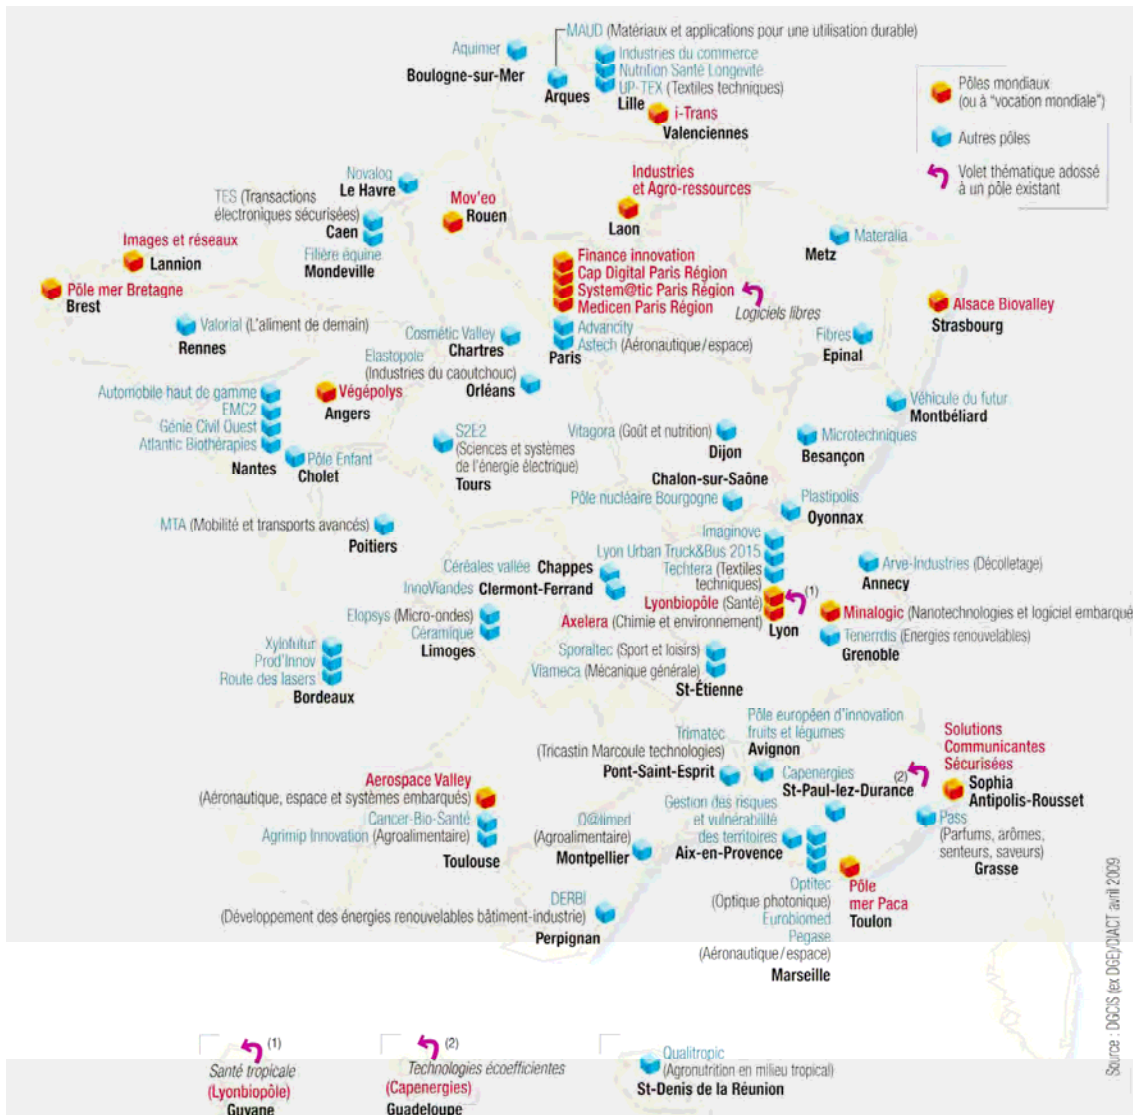 MAUD (Matériaux et applications pour une utilisation durable)
Aquimer
Boulogne-sur-Mer
Arques
Industries du commerce
Nutrition Santé Longévité
UP-TEX (Textiles techniques)
Lille
i-Trans
Valenciennes
Pôles mondiaux
(ou à "vocation mondiale")
Autres pôles
Volet thématique adossé
à un pôle existant
Novalog
Le Havre
TES (Transactions
électroniques sécurisées)
Caen
Filière équine
Mondeville
Mov'eo
Rouen
Industries
et Agro-ressources
Laon
Materalia
Metz
Images et réseaux
Lannion
Pôle mer Bretagne
Brest
Finance innovation
Cap Digital Paris Région
System@tic Paris Région
Medicen Paris Région
Logiciels libres
Advancity
Astech (Aéronautique/espace)
Paris
Alsace Biovalley
Strasbourg
Valorial (L'aliment de demain)
Rennes
Cosmétic Valley
Chartres
Elastopole
(Industries du caoutchouc)
Orléans
Fibres
Epinal
Automobile haut de gamme
EMC2
Génie Civil Ouest
Atlantic Biothérapies
Nantes
Végépolys
Angers
Pôle Enfant
Cholet
S2E2
(Sciences et systèmes
de l'énergie électrique)
Tours
Vitagora (Goût et nutrition)
Dijon
Véhicule du futur
Montbéliard
Microtechniques
Besançon
Chalon-sur-Saône
Pôle nucléaire Bourgogne
Plastipolis
Oyonnax
MTA (Mobilité et transports avancés)
Poitiers
Imaginove
Lyon Urban Truck&Bus 2015
Techtera (Textiles
techniques)
Lyonbiopôle (Santé)
(1)
Axelera (Chimie et environnement)
Lyon
Céréales vallée Chappes
InnoViandes Clermont-Ferrand
Arve-Industries (Décolletage)
Annecy
Minalogic (Nanotechnologies et logiciel embarqué
Tenerrdis (Energies renouvelables)
Grenoble
Elopsys (Micro-ondes)
Céramique
Limoges
Xylofutur
Prod'Innov
Route des lasers
Bordeaux
Sporaltec (Sport et loisirs)
Viameca (Mécanique générale)
St-Étienne
Trimatec
(Tricastin Marcoule technologies)
Pont-Saint-Esprit
Pôle européen d'innovation
fruits et légumes
Avignon
Capenergies
St-Paul-lez-Durance
(2)
Solutions
Communicantes
Sécurisées
Sophia
Antipolis-Rousset
Aerospace Valley
(Aéronautique, espace et systèmes embarqués)
Cancer-Bio-Santé
Agrimip Innovation (Agroalimentaire)
Toulouse
Q@limed
(Agroalimentaire)
Montpellier
Gestion des risques
et vulnérabilité
des territoires
Aix-en-Provence
Pass
(Parfums, arômes,
senteurs, saveurs)
Grasse
Optitec
(Optique photonique)
Eurobiomed
Pegase
(Aéronautique/espace)
Marseille
Pôle
mer Paca
Toulon
DERBI
(Développement des énergies renouvelables bâtiment-industrie)
Perpignan
Source : DGCIS (ex DGE)/DIACT avril 2009
(1)
Santé tropicale
(Lyonbiopôle)
Guyane
(2)
Technologies écoefficientes
(Capenergies)
Guadeloupe
Qualitropic
(Agronutrition en milieu tropical)
St-Denis de la Réunion